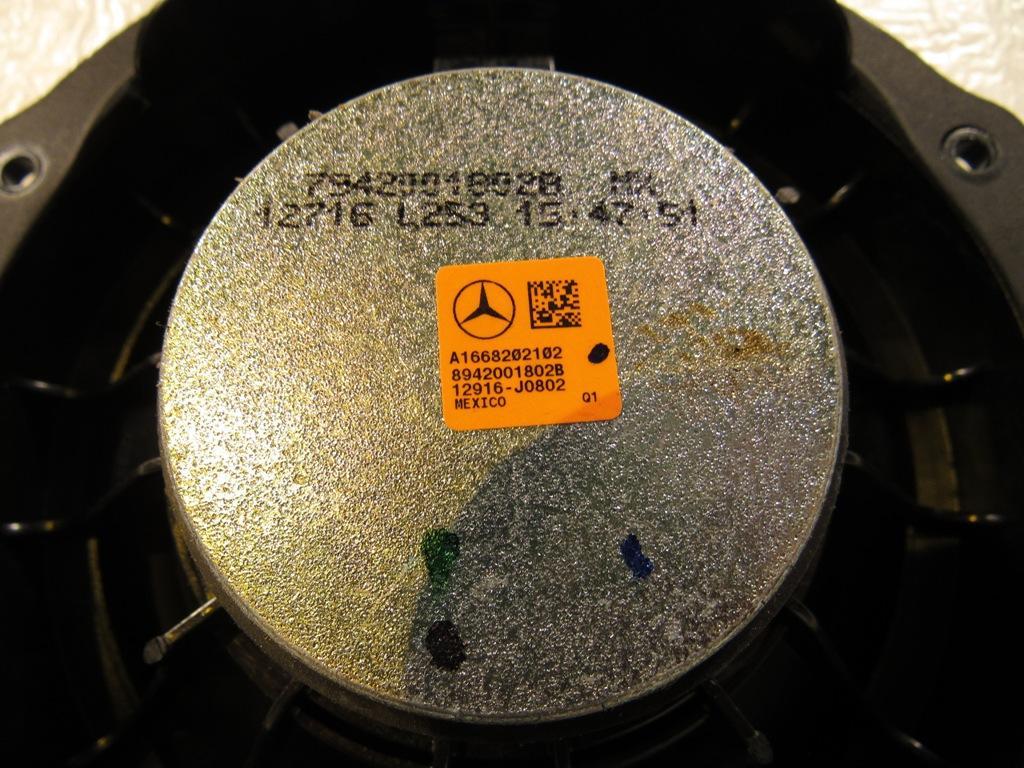 7942001802B MX
12716 L253 15:47:51
A1668202102
8942001802B
12916-J0802
MEXICO Q1